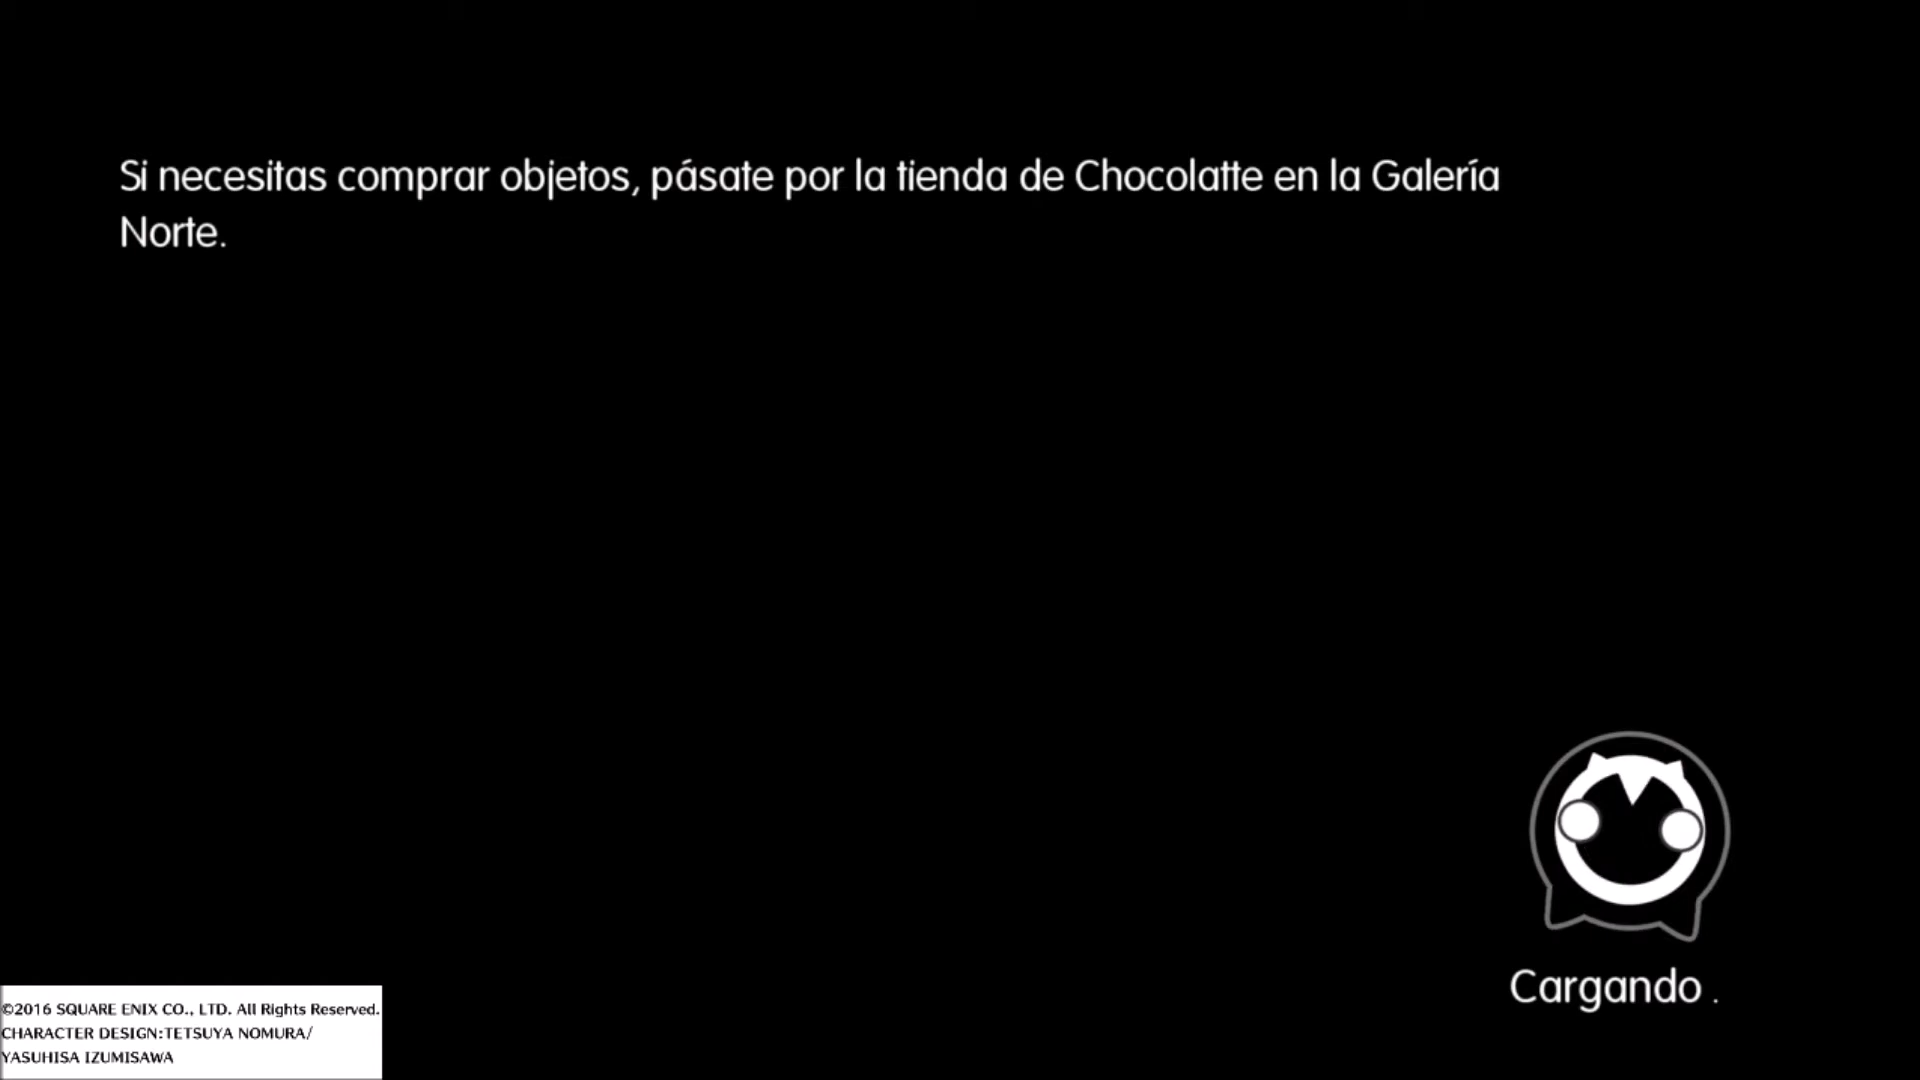 Si necesitas comprar objetos, pásate por la tienda de Chocolatte en la Galería
Norte.
Cargando .
©2016 SQUARE ENIX CO., LTD. All Rights Reserved.
CHARACTER DESIGN:TETSUYA NOMURA/
YASUHISA IZUMISAWA